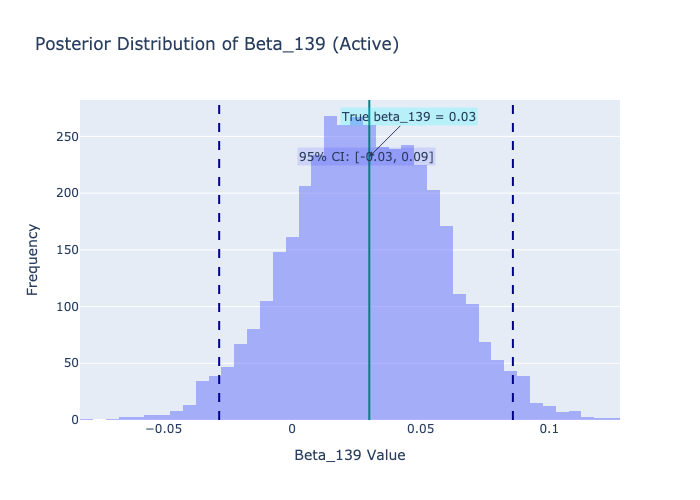 Posterior Distribution of Beta_139 (Active)
True beta_139 = 0.03
95% CI: [-0.03, 0.09]
250
200
150
100
50
0
Frequency
−0.05
0
0.05
0.1
Beta_139 Value